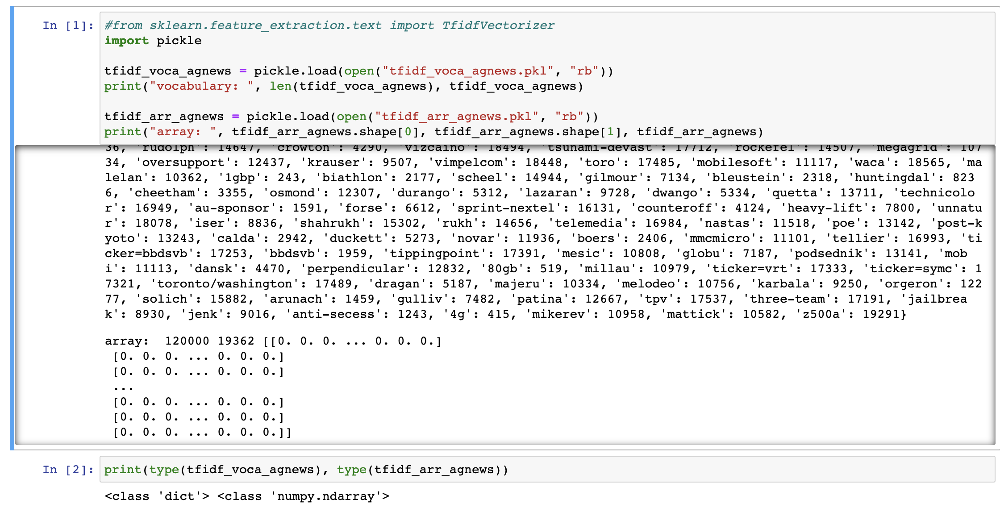 In [1]: #from sklearn.feature_extraction.text import TfidfVectorizer
import pickle
tfidf_voca_agnews = pickle.load(open("tfidf_voca_agnews.pkl", "rb"))
print("vocabulary: ", len(tfidf_voca_agnews), tfidf_voca_agnews)
tfidf_arr_agnews = pickle.load(open("tfidf_arr_agnews.pkl", "rb"))
print("array: ", tfidf_arr_agnews.shape[0], tfidf_arr_agnews.shape[1], tfidf_arr_agnews)
36, 'rudolph': 14647, 'crowton': 4290, 'vizcaino': 18494, 'tsunami-devast': 17712, 'rockefel': 14507, 'megagrid': 107
34, 'oversupport': 12437, 'krauser': 9507, 'vimpelcom': 18448, 'toro': 17485, 'mobilesoft': 11117, 'waca': 18565, 'ma
lelan': 10362, '1gbp': 243, 'biathlon': 2177, 'scheel': 14944, 'gilmour': 7134, 'bleustein': 2318, 'huntingdal': 823
6, 'cheetham': 3355, 'osmond': 12307, 'durango': 5312, 'lazaran': 9728, 'dwango': 5334, 'quetta': 13711, 'technicolo
r': 16949, 'au-sponsor': 1591, 'forse': 6612, 'sprint-nextel': 16131, 'counteroff': 4124, 'heavy-lift': 7800, 'unnatu
r': 18078, 'iser': 8836, 'shahrukh': 15302, 'rukh': 14656, 'telemedia': 16984, 'nastas': 11518, 'poe': 13142, 'post-k
yoto': 13243, 'calda': 2942, 'duckett': 5273, 'novar': 11936, 'boers': 2406, 'mmcmicro': 11101, 'tellier': 16993, 'ti
cker=bbdsvb': 17253, 'bbdsvb': 1959, 'tippingpoint': 17391, 'mesic': 10808, 'globu': 7187, 'podsednik': 13141, 'mob
i': 11113, 'dansk': 4470, 'perpendicular': 12832, '80gb': 519, 'millau': 10979, 'ticker=vrt': 17333, 'ticker=symc': 1
7321, 'toronto/washington': 17489, 'dragan': 5187, 'majeru': 10334, 'melodeo': 10756, 'karbala': 9250, 'orgeron': 122
77, 'solich': 15882, 'arunach': 1459, 'gulliv': 7482, 'patina': 12667, 'tpv': 17537, 'three-team': 17191, 'jailbrea
k': 8930, 'jenk': 9016, 'anti-secess': 1243, '4g': 415, 'mikerev': 10958, 'mattick': 10582, 'z500a': 19291}
array:  120000 19362 [[0. 0. 0. ... 0. 0. 0.]
[0. 0. 0. ... 0. 0. 0.]
[0. 0. 0. ... 0. 0. 0.]
...
[0. 0. 0. ... 0. 0. 0.]
[0. 0. 0. ... 0. 0. 0.]
[0. 0. 0. ... 0. 0. 0.]]
In [2]: print(type(tfidf_voca_agnews), type(tfidf_arr_agnews))
<class 'dict'> <class 'numpy.ndarray'>